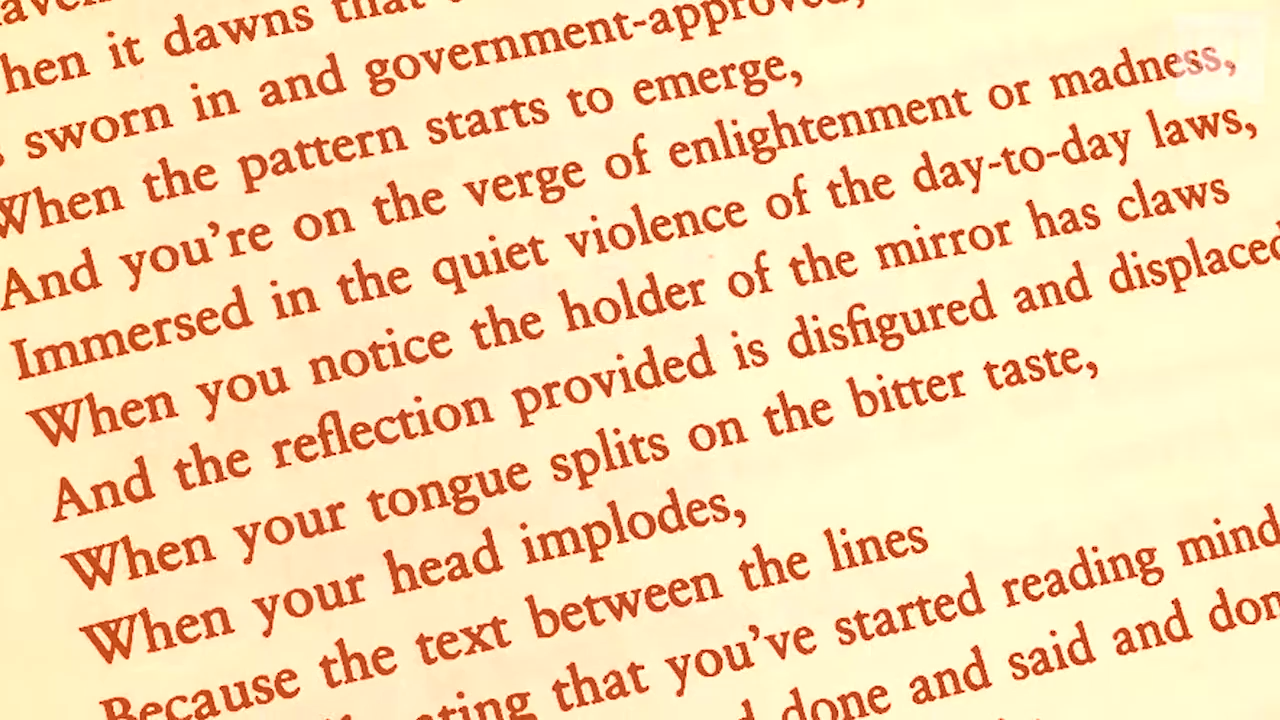 hen it dawns that
sworn in and government-approved,
When the pattern starts to emerge,
And you're on the verge of enlightenment or madness,
Immersed in the quiet violence of the day-to-day laws,
When you notice the holder of the mirror has claws
And the reflection provided is disfigured and displaced
When your tongue splits on the bitter taste,
When your head implodes,
Because the text between the lines
ating that you've started reading mind
done and said and don